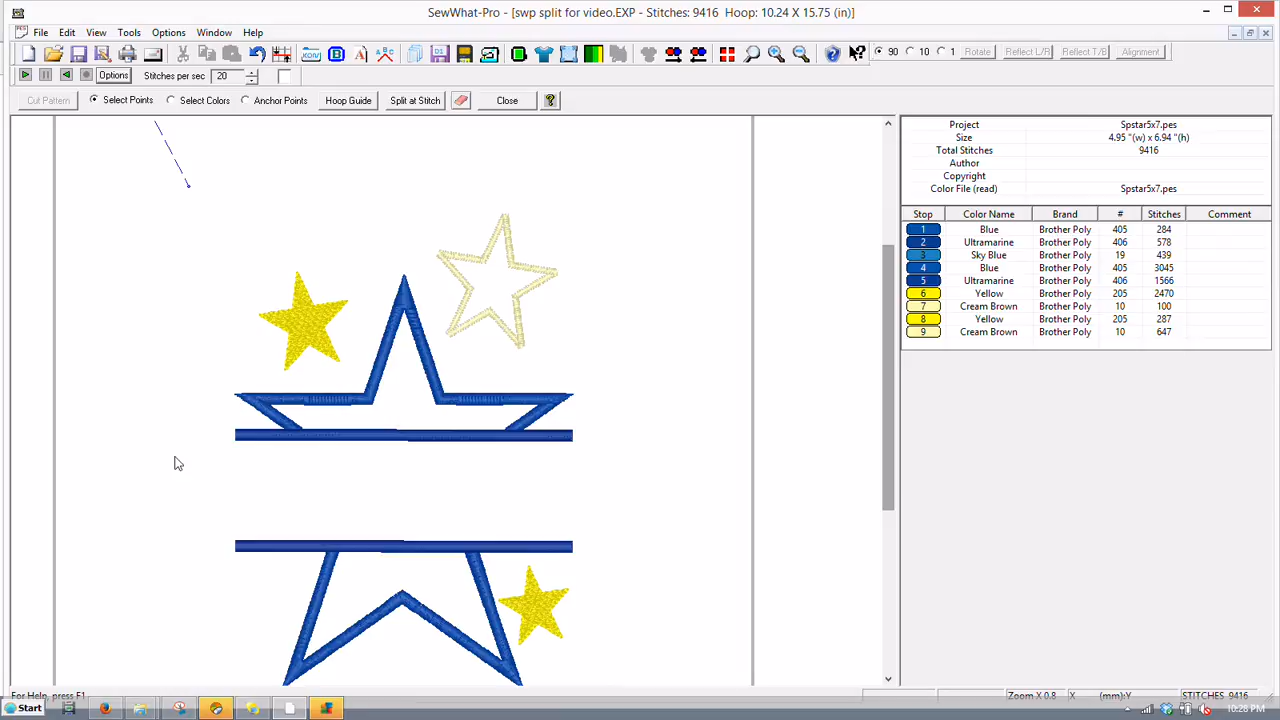 SewWhat-Pro - [swp split for video.EXP - Stitches: 9416 Hoop: 10.24 X 15.75 (in)]
File Edit View Tools Options Window Help
90 10 1 Rotate Reflect L/R Reflect T/B Alignment
Options Stitches per sec 20
Cut Pattern Select Points Select Colors Anchor Points Hoop Guide Split at Stitch Close
Project Spstar5x7.pes
Size 4.95 "(w) x 6.94 "(h)
Total Stitches 9416
Author
Copyright
Color File (read) Spstar5x7.pes
Stop Color Name Brand # Stitches Comment
1 Blue Brother Poly 405 284
2 Ultramarine Brother Poly 406 578
3 Sky Blue Brother Poly 19 439
4 Blue Brother Poly 405 3045
5 Ultramarine Brother Poly 406 1566
6 Yellow Brother Poly 205 2470
7 Cream Brown Brother Poly 10 100
8 Yellow Brother Poly 205 287
9 Cream Brown Brother Poly 10 647
For Help, press F1
Zoom X 0.8 X (mm):Y STITCHES 9416
Start 10:28 PM